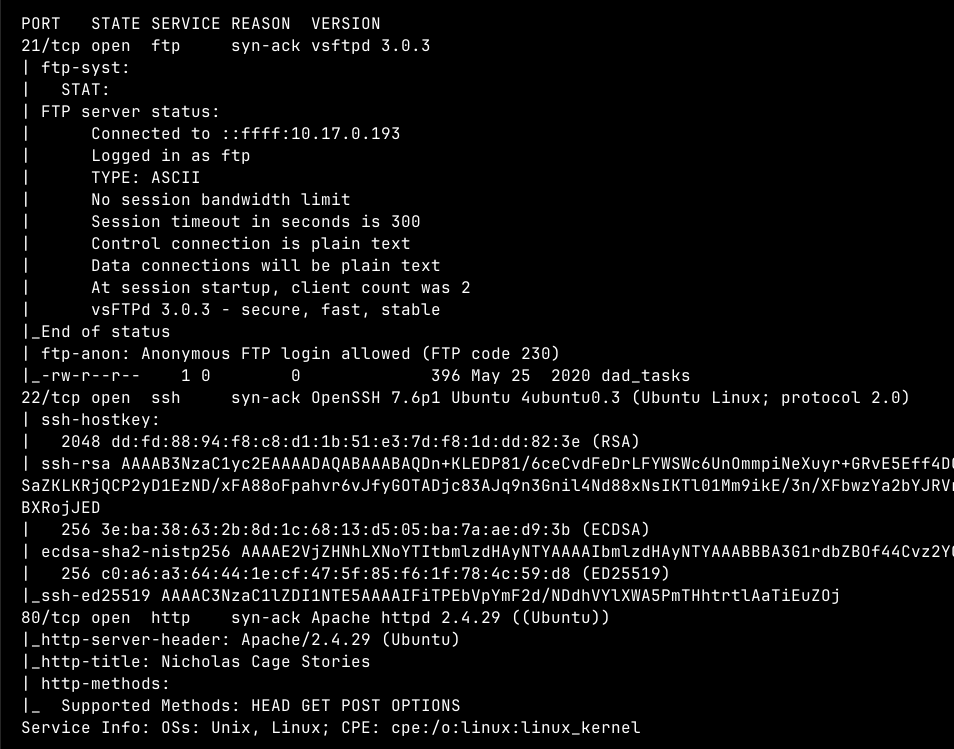 PORT   STATE SERVICE REASON  VERSION
21/tcp open  ftp     syn-ack vsftpd 3.0.3
| ftp-syst:
|   STAT:
| FTP server status:
|      Connected to ::ffff:10.17.0.193
|      Logged in as ftp
|      TYPE: ASCII
|      No session bandwidth limit
|      Session timeout in seconds is 300
|      Control connection is plain text
|      Data connections will be plain text
|      At session startup, client count was 2
|      vsFTPd 3.0.3 - secure, fast, stable
|_End of status
| ftp-anon: Anonymous FTP login allowed (FTP code 230)
|_-rw-r--r--    1 0        0             396 May 25  2020 dad_tasks
22/tcp open  ssh     syn-ack OpenSSH 7.6p1 Ubuntu 4ubuntu0.3 (Ubuntu Linux; protocol 2.0)
| ssh-hostkey:
|   2048 dd:fd:88:94:f8:c8:d1:1b:51:e3:7d:f8:1d:dd:82:3e (RSA)
| ssh-rsa AAAAB3NzaC1yc2EAAAADAQABAAABAQDn+KLEDP81/6ceCvdFeDrLFYWSWc6UnOmmpiNeXuyr+GRvE5Eff4D
SaZKLKRjQCP2yD1EzND/xFA88oFpahvr6vJfyGOTADjc83AJq9n3Gnil4Nd88xNsIKTl01Mm9ikE/3n/XFbwzYa2bYJRV
BXRojJED
|   256 3e:ba:38:63:2b:8d:1c:68:13:d5:05:ba:7a:ae:d9:3b (ECDSA)
| ecdsa-sha2-nistp256 AAAAE2VjZHNhLXNoYTItbmlzdHAyNTYAAAAIbmlzdHAyNTYAAABBBA3G1rdbZBOf44Cvz2Y
|   256 c0:a6:a3:64:44:1e:cf:47:5f:85:f6:1f:78:4c:59:d8 (ED25519)
|_ssh-ed25519 AAAAC3NzaC1lZDI1NTE5AAAAIFiTPEbVpYmF2d/NDdhVYlXWA5PmTHhtrtlAaTiEuZOj
80/tcp open  http    syn-ack Apache httpd 2.4.29 ((Ubuntu))
|_http-server-header: Apache/2.4.29 (Ubuntu)
|_http-title: Nicholas Cage Stories
| http-methods:
|_  Supported Methods: HEAD GET POST OPTIONS
Service Info: OSs: Unix, Linux; CPE: cpe:/o:linux:linux_kernel